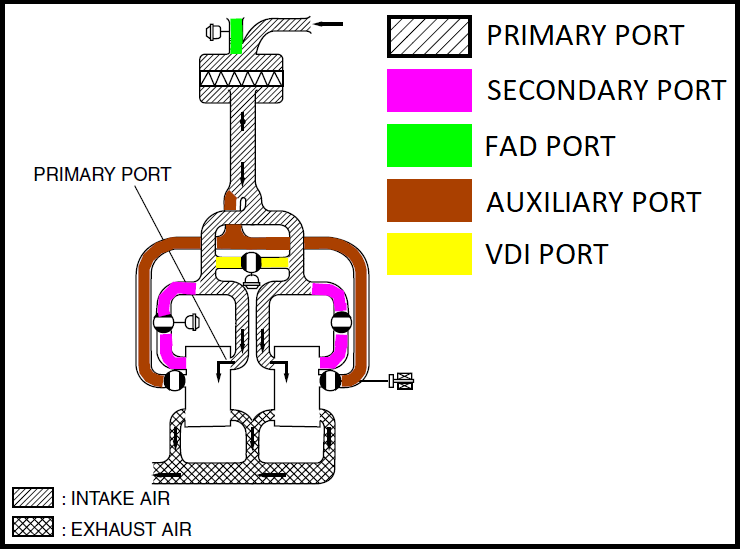 PRIMARY PORT
SECONDARY PORT
FAD PORT
AUXILIARY PORT
VDI PORT
PRIMARY PORT
: INTAKE AIR
: EXHAUST AIR